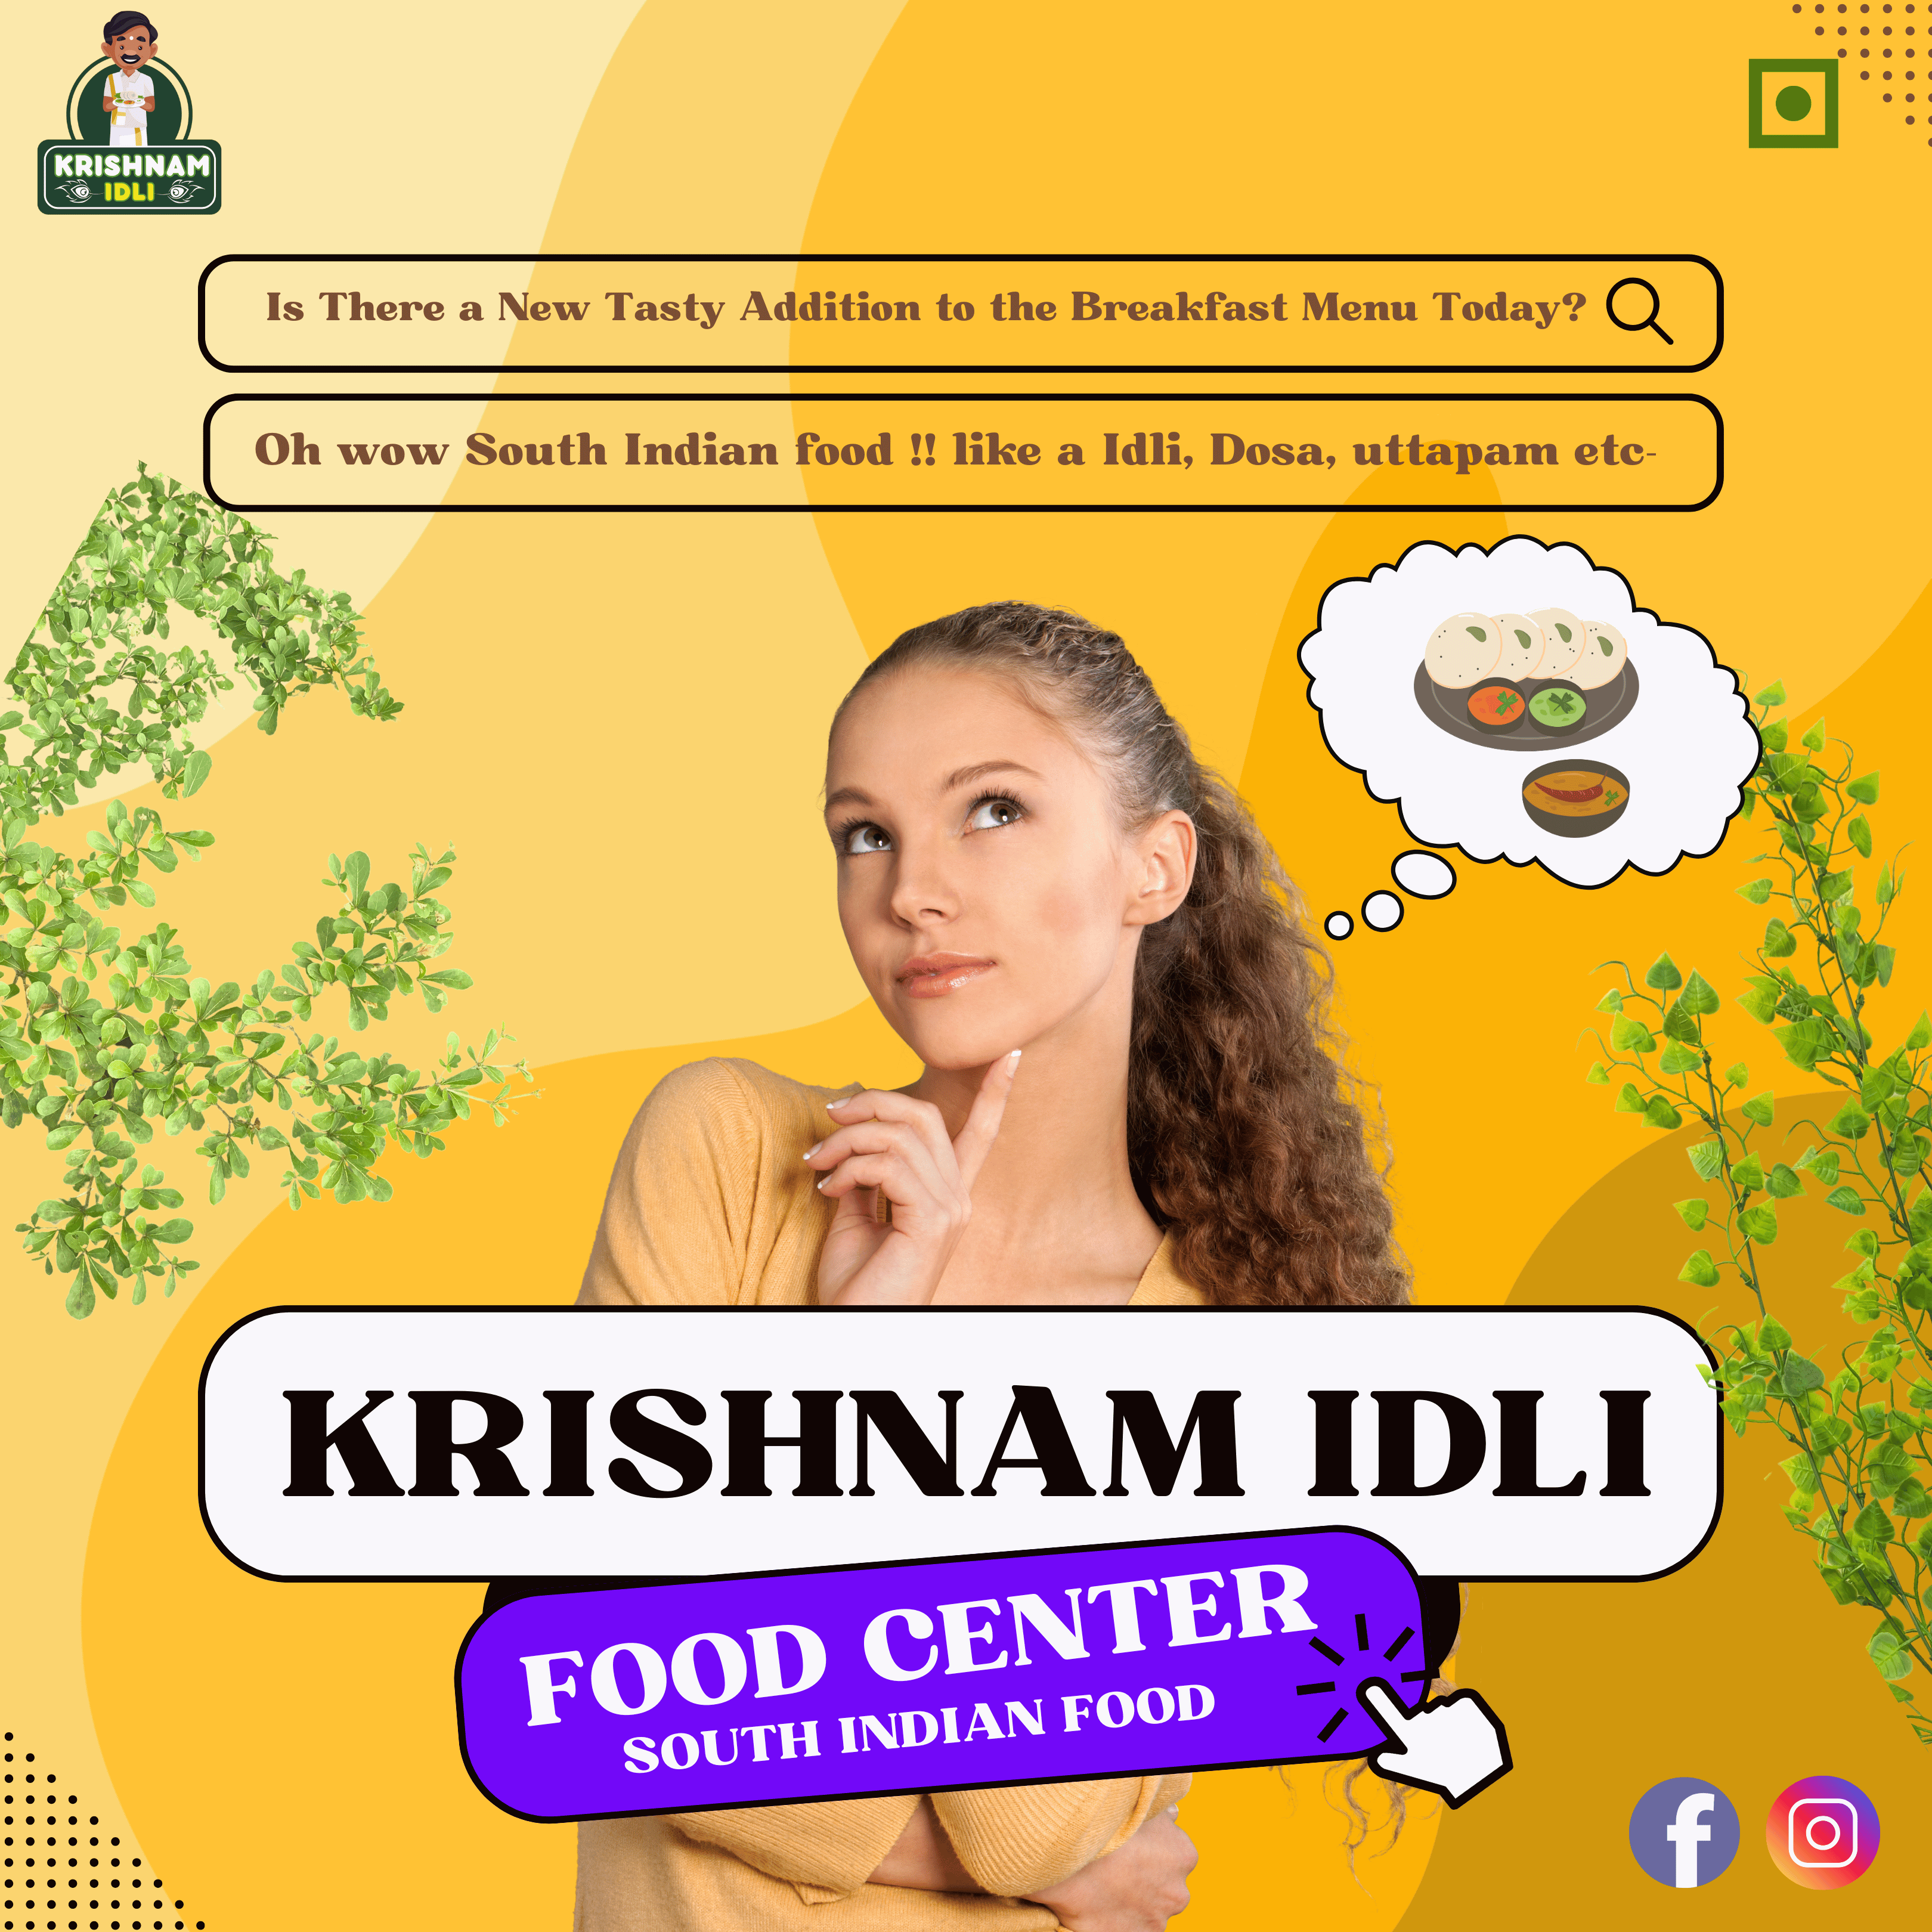 KRISHNAM
IDLI
Is There a New Tasty Addition to the Breakfast Menu Today?
Oh wow South Indian food !! like a Idli, Dosa, uttapam etc-
KRISHNAM IDLI
FOOD CENTER
SOUTH INDIAN FOOD